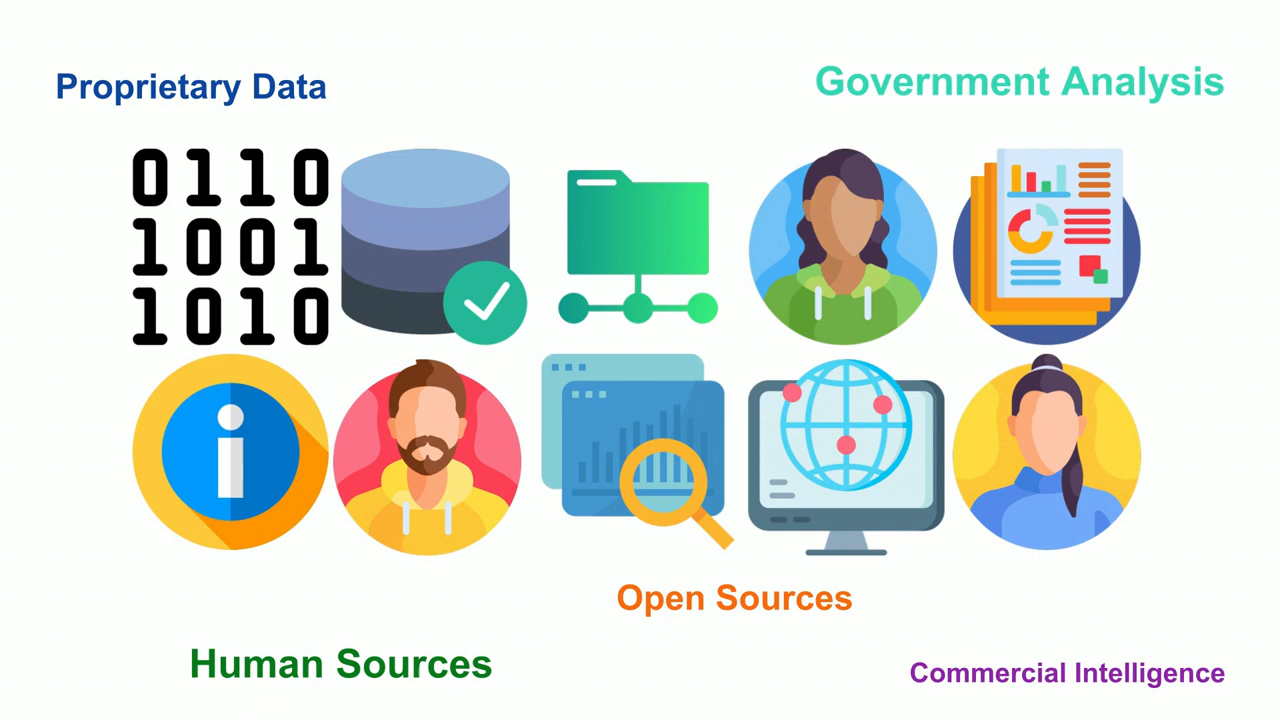 Proprietary Data
Government Analysis
0110
1001
1010
i
Open Sources
Human Sources
Commercial Intelligence